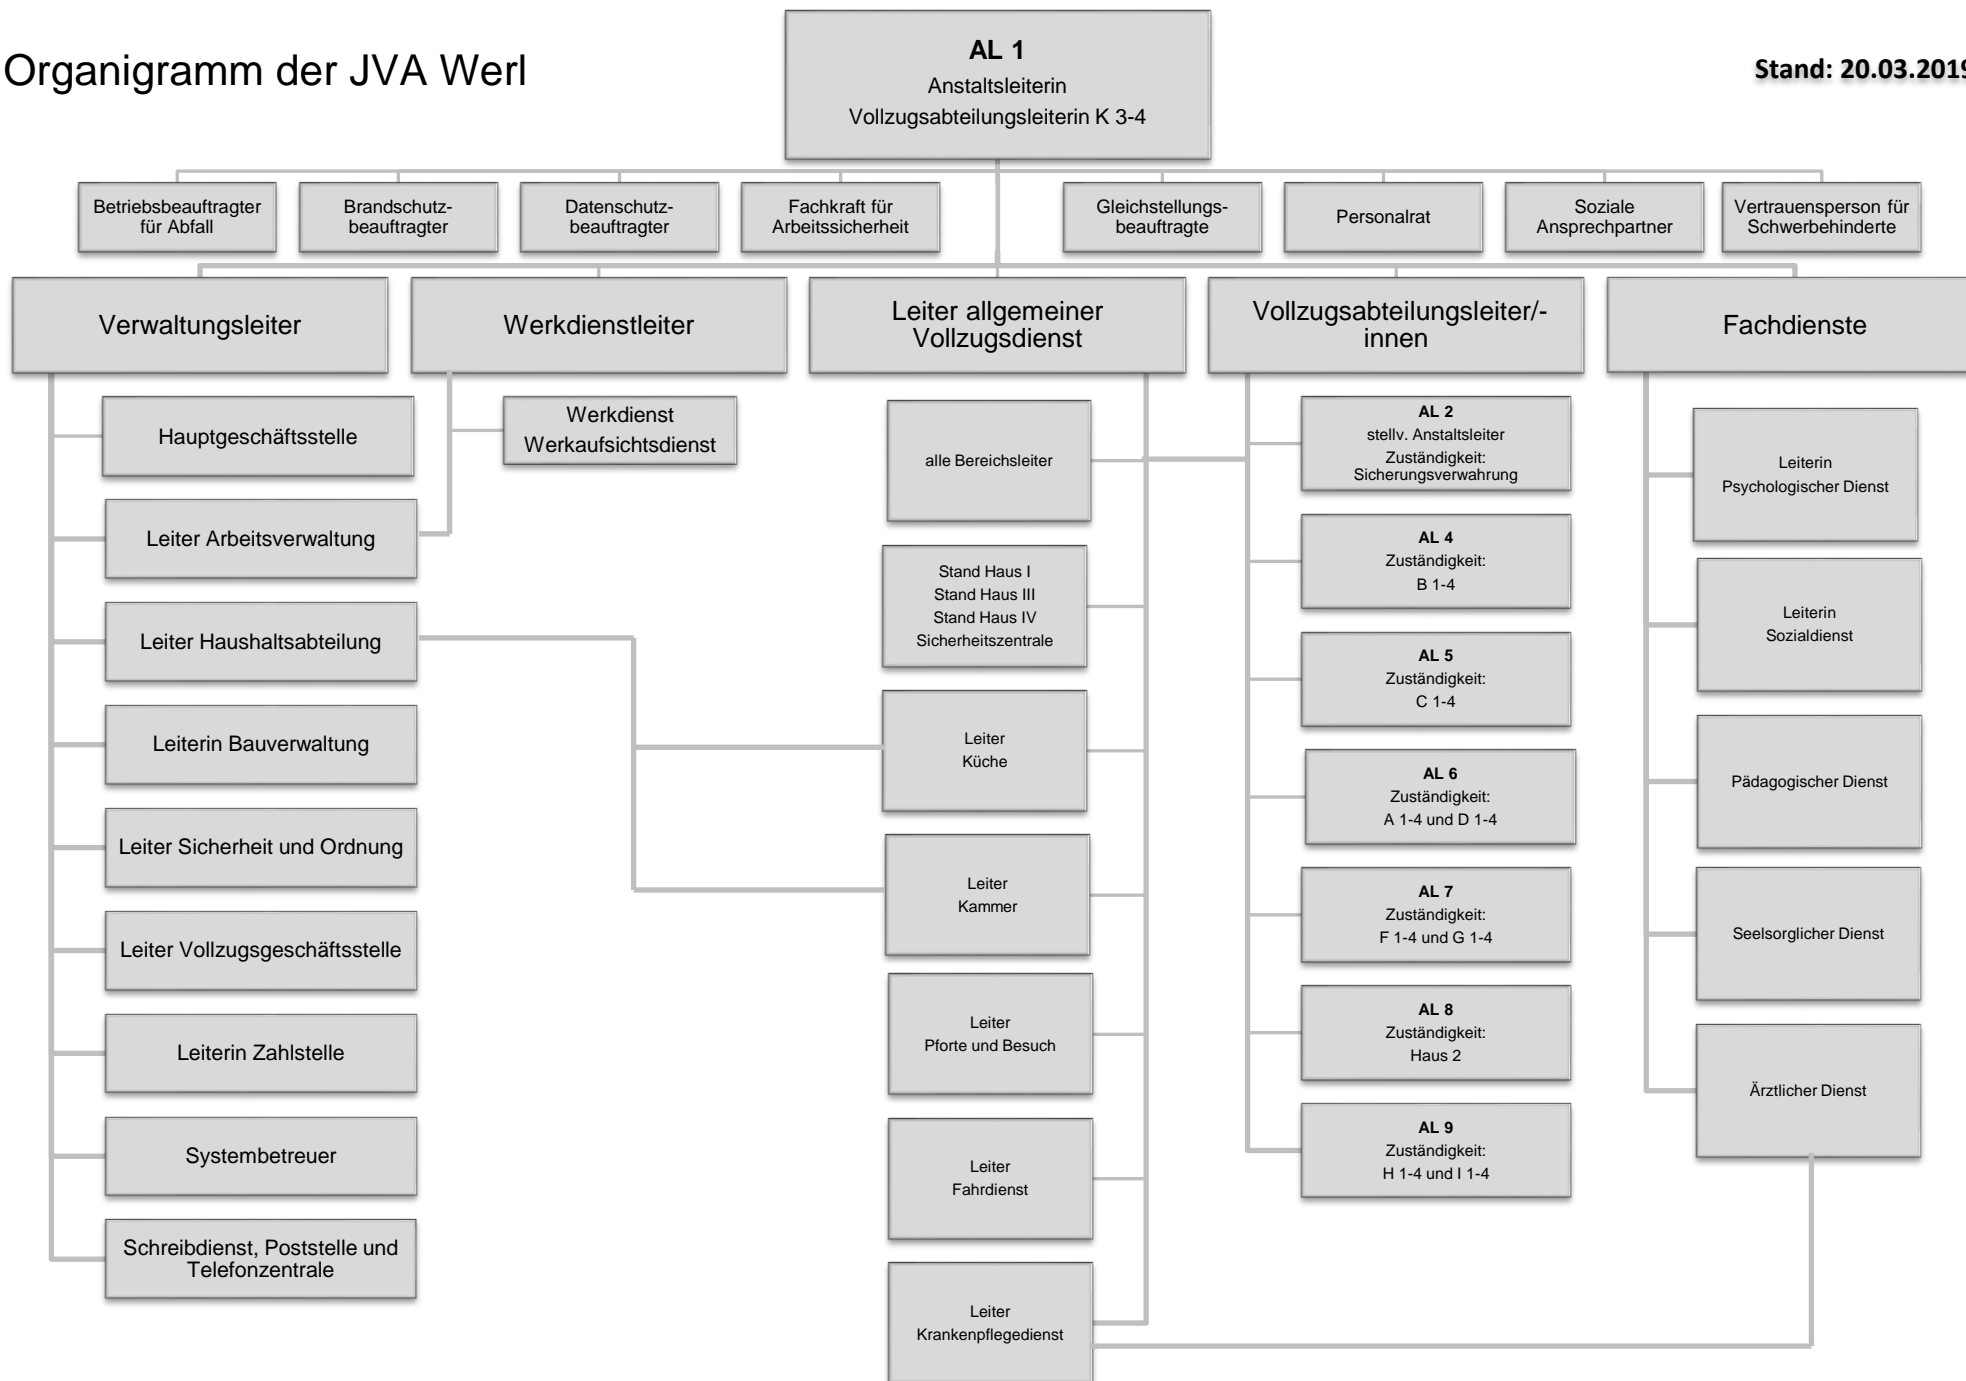 Organigramm der JVA Werl
AL 1
Anstaltsleiterin
Vollzugsabteilungsleiterin K 3-4
Stand: 20.03.2019
Betriebsbeauftragter
für Abfall
Brandschutz-
beauftragter
Datenschutz-
beauftragter
Fachkraft für
Arbeitssicherheit
Gleichstellungs-
beauftragte
Personalrat
Soziale
Ansprechpartner
Vertrauensperson für
Schwerbehinderte
Verwaltungsleiter
Werkdienstleiter
Leiter allgemeiner
Vollzugsdienst
Vollzugsabteilungsleiter/-
innen
Fachdienste
Hauptgeschäftsstelle
Leiter Arbeitsverwaltung
Leiter Haushaltsabteilung
Leiterin Bauverwaltung
Leiter Sicherheit und Ordnung
Leiter Vollzugsgeschäftsstelle
Leiterin Zahlstelle
Systembetreuer
Schreibdienst, Poststelle und
Telefonzentrale
Werkdienst
Werkaufsichtsdienst
alle Bereichsleiter
Stand Haus I
Stand Haus III
Stand Haus IV
Sicherheitszentrale
Leiter
Küche
Leiter
Kammer
Leiter
Pforte und Besuch
Leiter
Fahrdienst
Leiter
Krankenpflegedienst
AL 2
stellv. Anstaltsleiter
Zuständigkeit:
Sicherungsverwahrung
AL 4
Zuständigkeit:
B 1-4
AL 5
Zuständigkeit:
C 1-4
AL 6
Zuständigkeit:
A 1-4 und D 1-4
AL 7
Zuständigkeit:
F 1-4 und G 1-4
AL 8
Zuständigkeit:
Haus 2
AL 9
Zuständigkeit:
H 1-4 und I 1-4
Leiterin
Psychologischer Dienst
Leiterin
Sozialdienst
Pädagogischer Dienst
Seelsorglicher Dienst
Ärztlicher Dienst